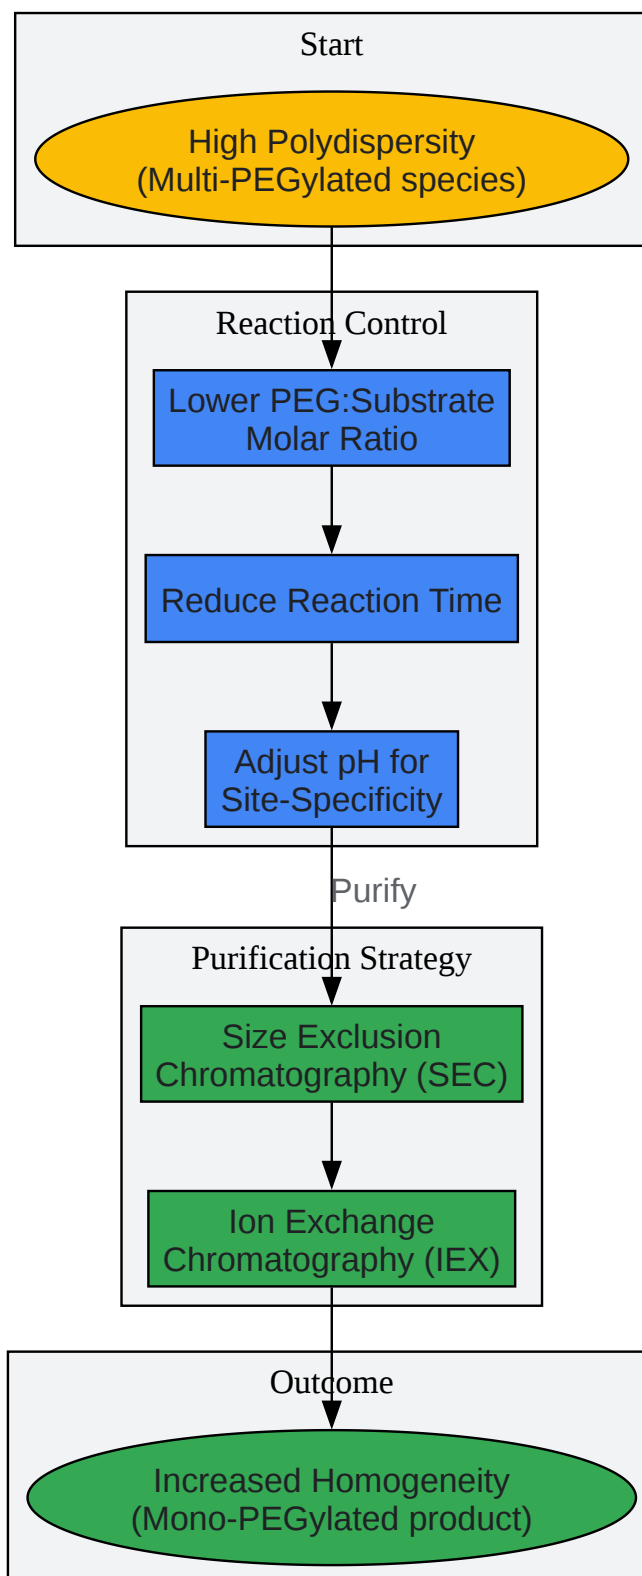 Start
High Polydispersity
(Multi-PEGylated species)
Reaction Control
Lower PEG:Substrate
Molar Ratio
Reduce Reaction Time
Adjust pH for
Site-Specificity
Purify
Purification Strategy
Size Exclusion
Chromatography (SEC)
Ion Exchange
Chromatography (IEX)
Outcome
Increased Homogeneity
(Mono-PEGylated product)